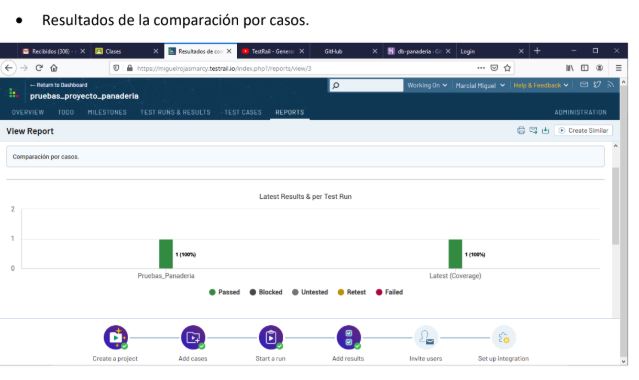 • Resultados de la comparación por casos.
Recibidos (308) - Clases Resultados de con TestRail - Gener GitHub db-panaderia - Login
https://miguelrojasmarcy.testrail.io/index.php?/reports/view/3
← Return to Dashboard
pruebas_proyecto_panaderia
Working On Marcial Miguel Help & Feedback
OVERVIEW TODO MILESTONES TEST RUNS & RESULTS TEST CASES REPORTS ADMINISTRATION
View Report Create Similar
Comparación por casos.
Latest Results & per Test Run
2
1
1 (100%) 1 (100%)
0
Pruebas_Panaderia Latest (Coverage)
Passed Blocked Untested Retest Failed
Create a project Add cases Start a run Add results Invite users Set up integration